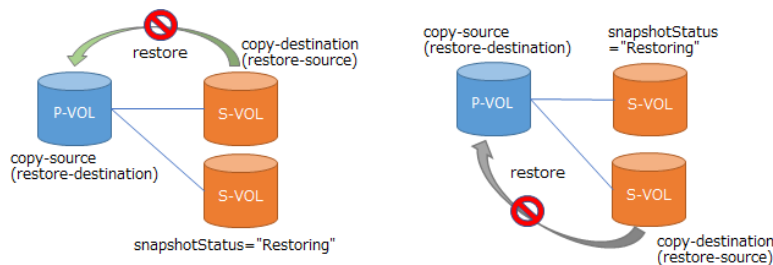 restore
copy-destination
(restore-source)
P-VOL
S-VOL
copy-source
(restore-destination)
S-VOL
snapshotStatus="Restoring"
copy-source
(restore-destination)
snapshotStatus
="Restoring"
P-VOL
S-VOL
restore
S-VOL
copy-destination
(restore-source)